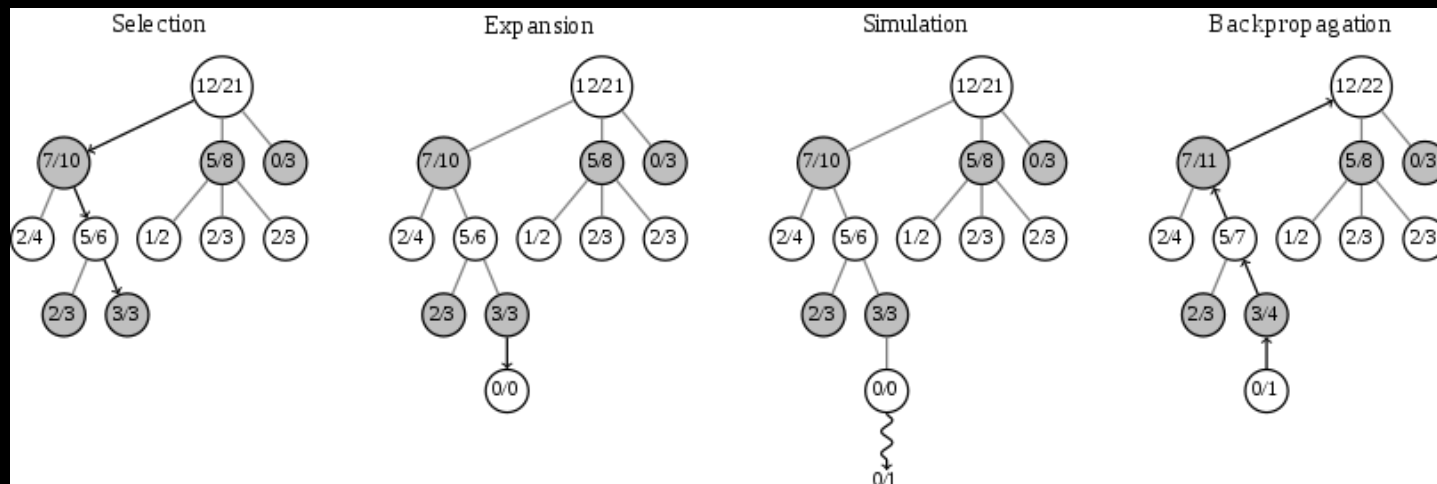 Selection Expansion Simulation Backpropagation
12/21 12/21 12/21 12/22
7/10 5/8 0/3 7/10 5/8 0/3 7/10 5/8 0/3 7/11 5/8 0/3
2/4 5/6 1/2 2/3 2/3 2/4 5/6 1/2 2/3 2/3 2/4 5/6 1/2 2/3 2/3 2/4 5/7 1/2 2/3 2/3
2/3 3/3 2/3 3/3 2/3 3/3 2/3 3/4
0/0 0/0 0/1
0/1